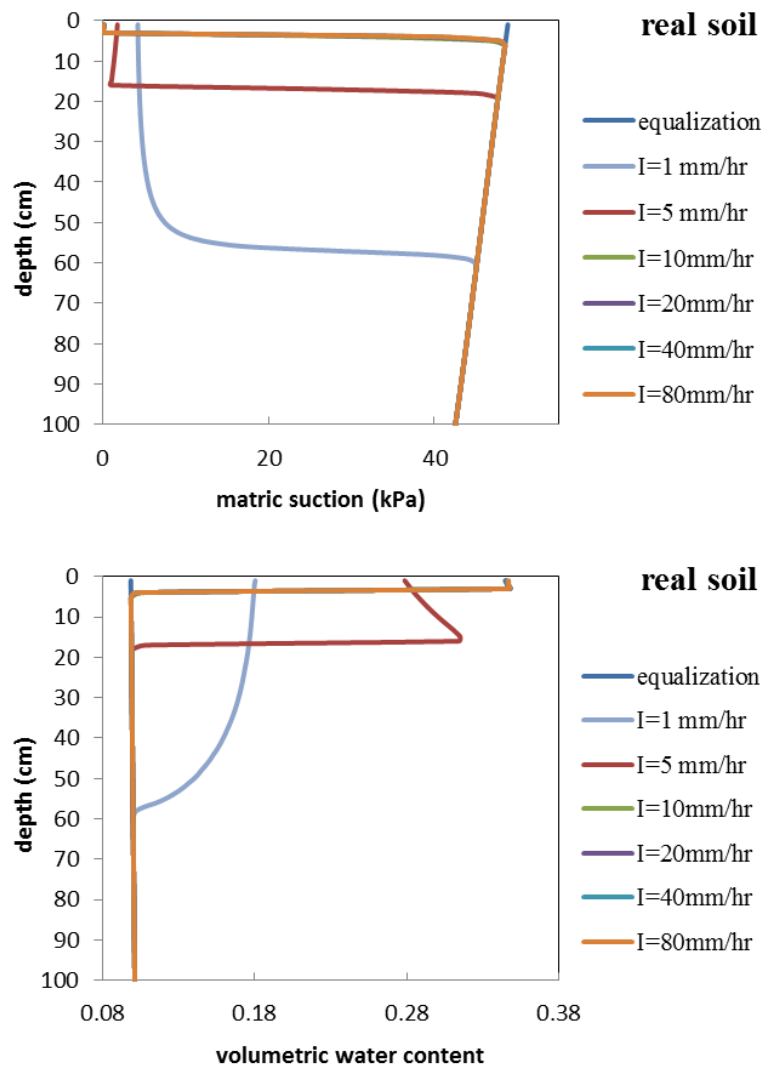 real soil
0
10
20
30
40
50
60
70
80
90
100
depth (cm)
0 20 40
matric suction (kPa)
equalization
I=1 mm/hr
I=5 mm/hr
I=10mm/hr
I=20mm/hr
I=40mm/hr
I=80mm/hr
real soil
0
10
20
30
40
50
60
70
80
90
100
depth (cm)
0.08 0.18 0.28 0.38
volumetric water content
equalization
I=1 mm/hr
I=5 mm/hr
I=10mm/hr
I=20mm/hr
I=40mm/hr
I=80mm/hr